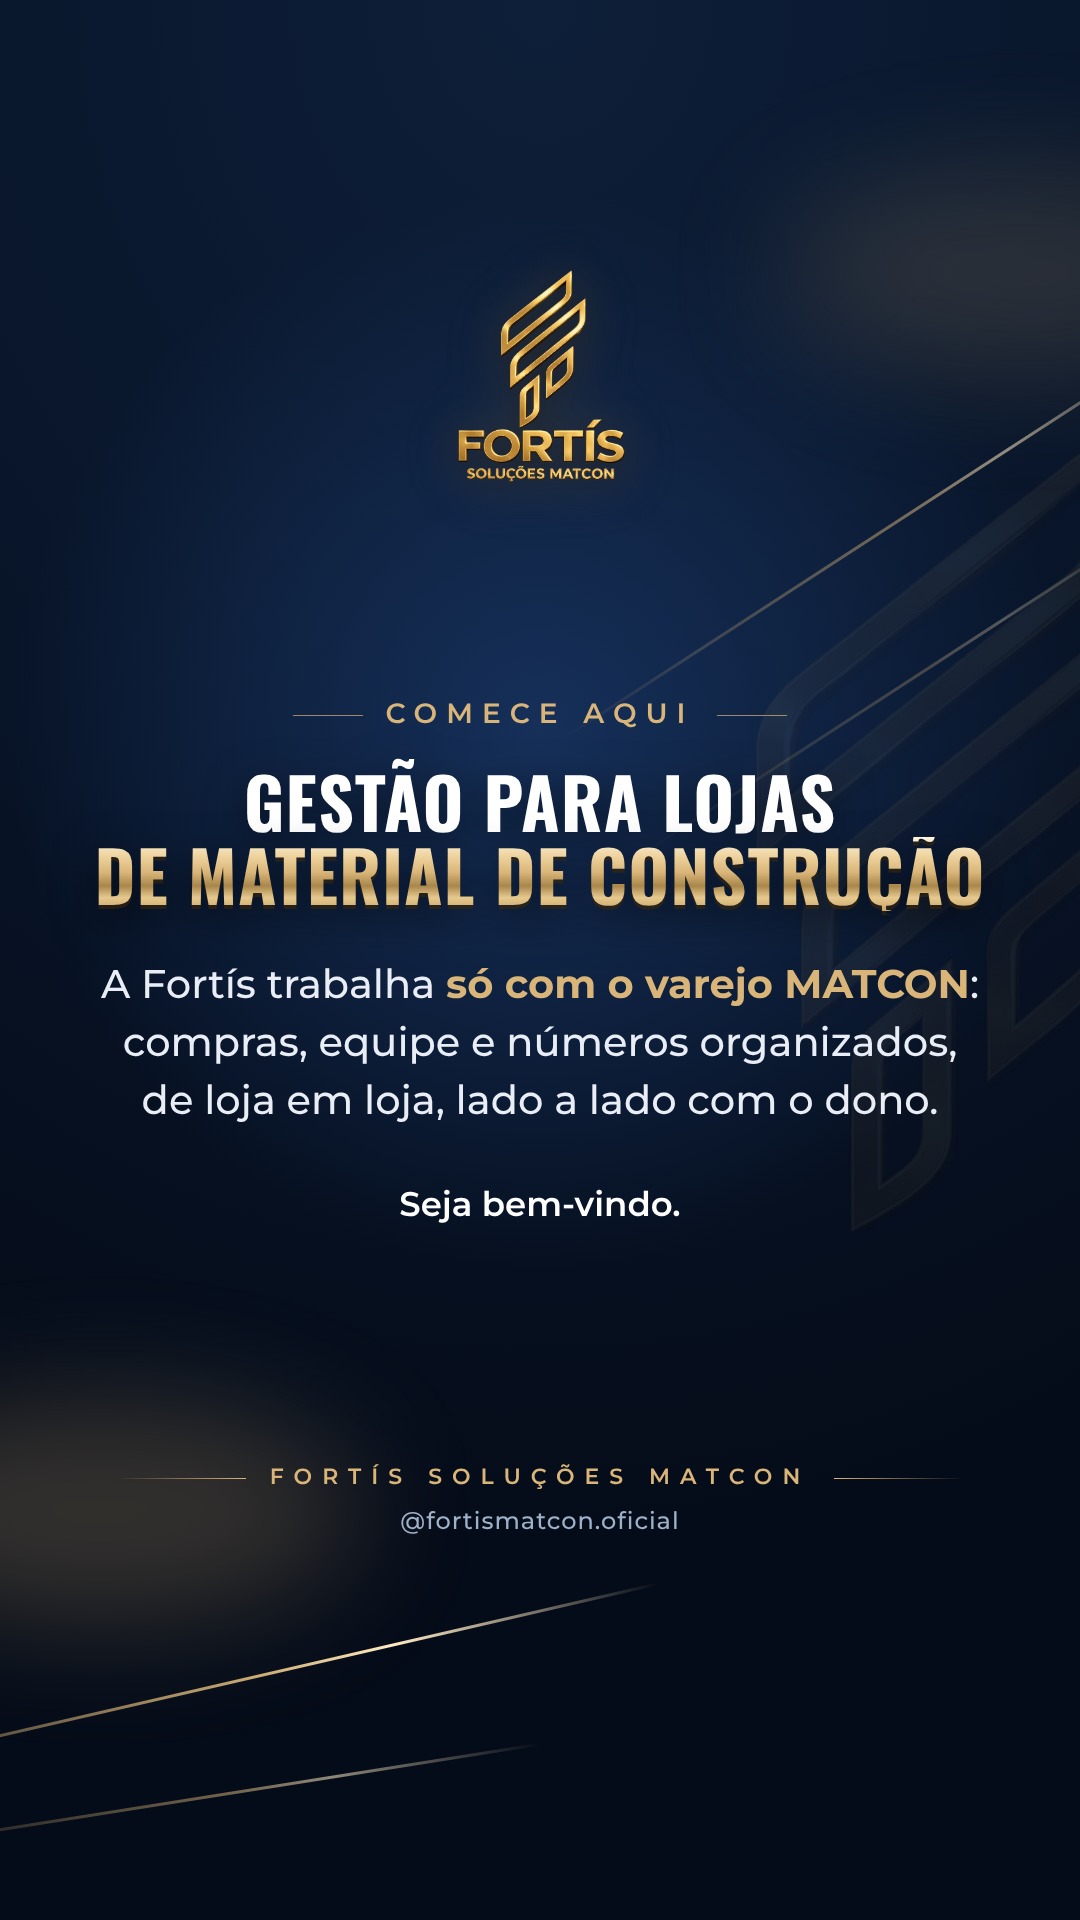 FORTÍS
SOLUÇÕES MATCON
COMECE AQUI
GESTÃO PARA LOJAS
DE MATERIAL DE CONSTRUÇÃO
A Fortís trabalha só com o varejo MATCON:
compras, equipe e números organizados,
de loja em loja, lado a lado com o dono.
Seja bem-vindo.
FORTÍS SOLUÇÕES MATCON
@fortismatcon.oficial